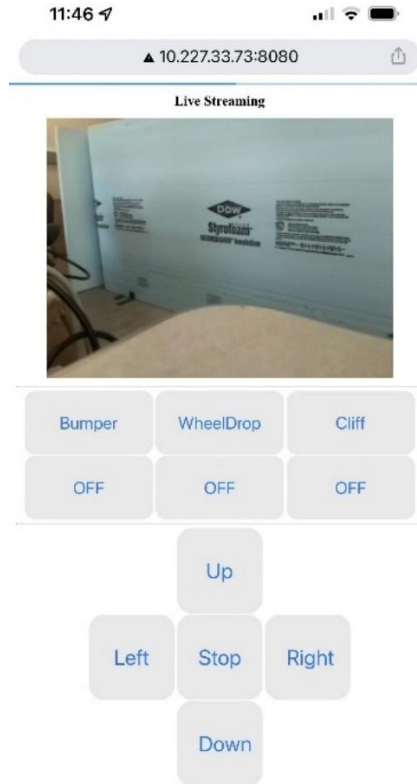 11:46
10.227.33.73:8080
Live Streaming
DOW
Styrofoam
Bumper WheelDrop Cliff
OFF OFF OFF
Up
Left Stop Right
Down